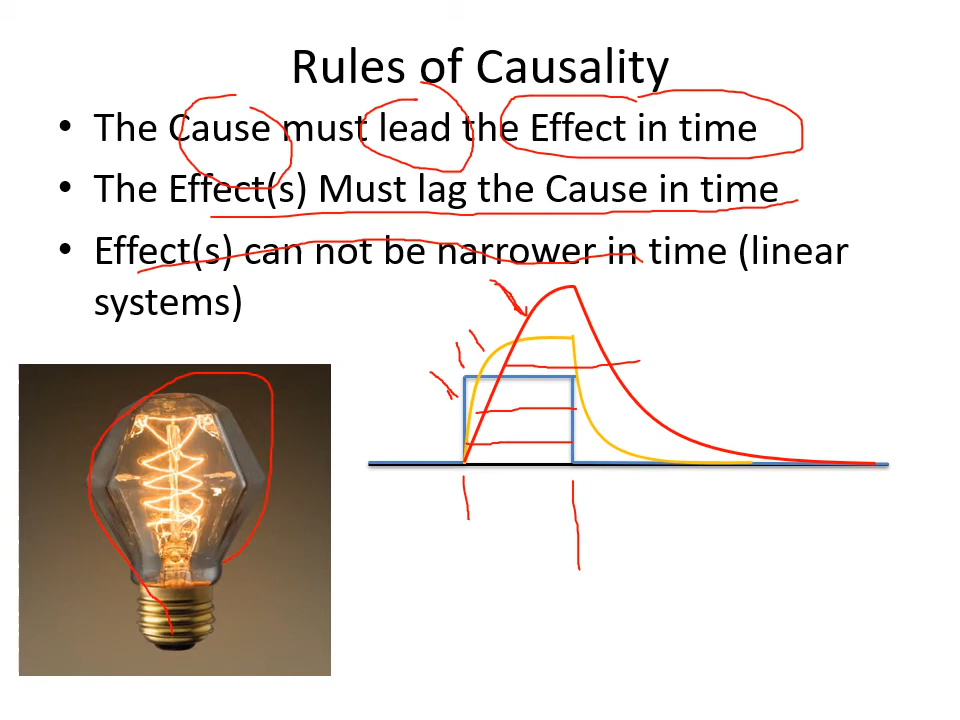 Rules of Causality
• The Cause must lead the Effect in time
• The Effect(s) Must lag the Cause in time
• Effect(s) can not be narrower in time (linear
systems)